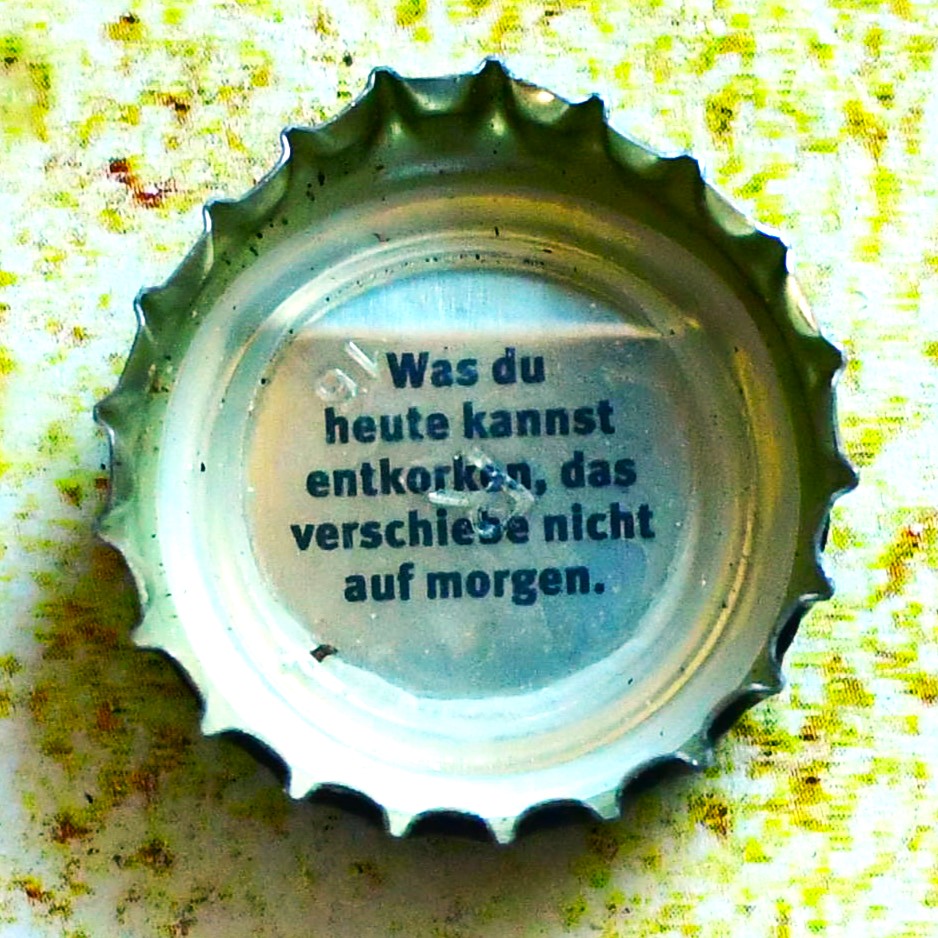 Was du
heute kannst
entkorken, das
verschiebe nicht
auf morgen.